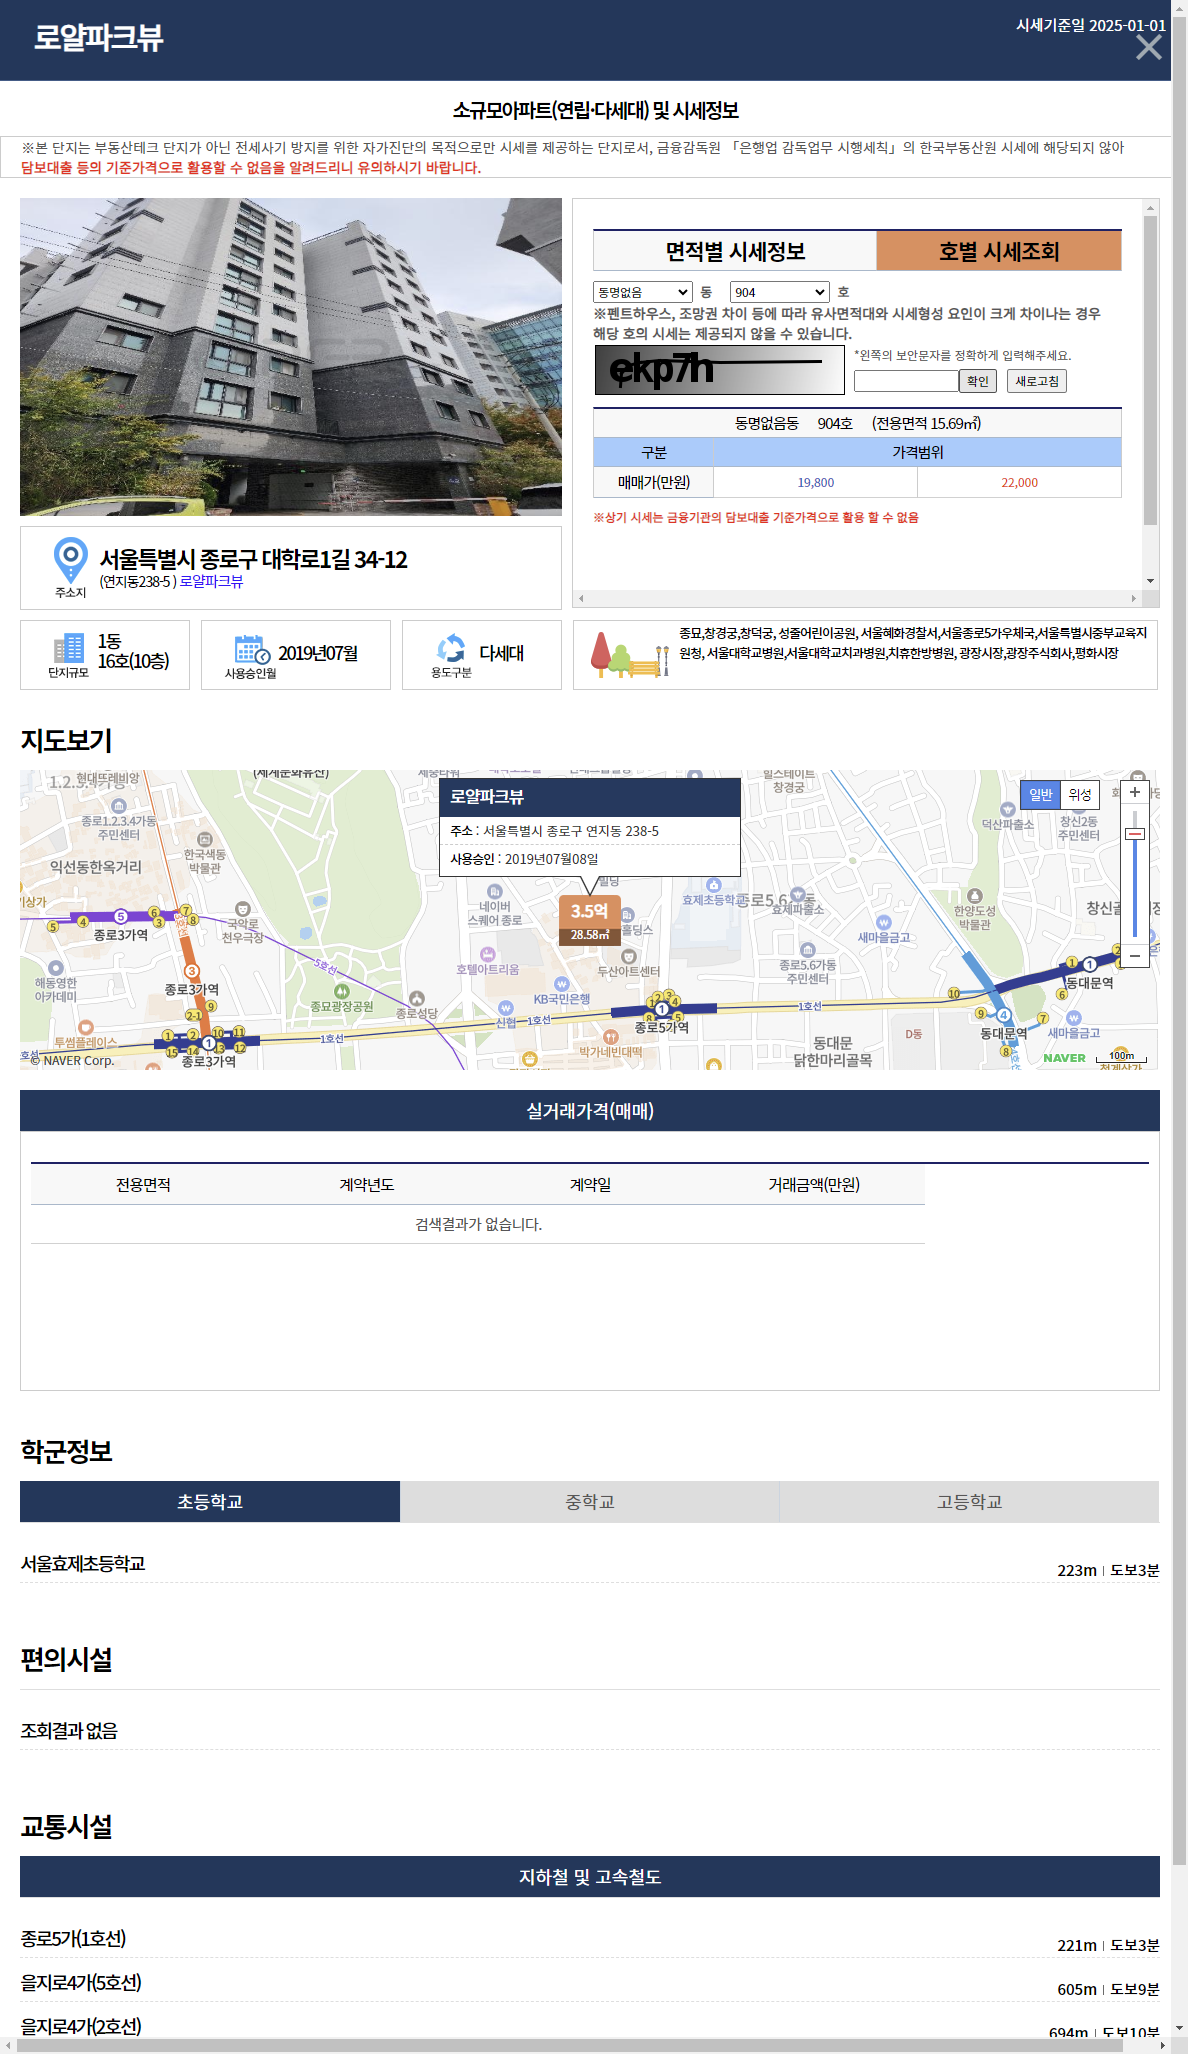 로얄파크뷰
시세기준일 2025-01-01
소규모아파트(연립·다세대) 및 시세정보
※본 단지는 부동산테크 단지가 아닌 전세사기 방지를 위한 자가진단의 목적으로만 시세를 제공하는 단지로서, 금융감독원 「은행업 감독업무 시행세칙」의 한국부동산원 시세에 해당되지 않아
담보대출 등의 기준가격으로 활용할 수 없음을 알려드리니 유의하시기 바랍니다.
면적별 시세정보 호별 시세조회
동명없음 동 904 호
※펜트하우스, 조망권 차이 등에 따라 유사면적대와 시세형성 요인이 크게 차이나는 경우
해당 호의 시세는 제공되지 않을 수 있습니다.
ekp7h
*왼쪽의 보안문자를 정확하게 입력해주세요.
확인 새로고침
동명없음동 904호 (전용면적 15.69㎡)
구분 가격범위
매매가(만원) 19,800 22,000
※상기 시세는 금융기관의 담보대출 기준가격으로 활용 할 수 없음
주소지
서울특별시 종로구 대학로1길 34-12
(연지동238-5 ) 로얄파크뷰
단지규모
1동
16호(10층)
사용승인월
2019년07월
용도구분
다세대
종묘,창경궁,창덕궁, 성줄어린이공원, 서울혜화경찰서,서울종로5가우체국,서울특별시중부교육지
원청, 서울대학교병원,서울대학교치과병원,치휴한방병원, 광장시장,광장주식회사,평화시장
지도보기
로얄파크뷰
주소 : 서울특별시 종로구 연지동 238-5
사용승인 : 2019년07월08일
3.5억
28.58㎡
일반 위성
현대뜨레비앙
종로1.2.3.4가동
주민센터
한국색동
박물관
익선동한옥거리
종로3가역
국악로
천우극장
해동영한
아카데미
종로3가역
5호선
종묘광장공원
종로성당
투썸플레이스
종로3가역
1호선
네이버
스퀘어 종로
호텔아트리움
KB국민은행
신협
1호선
두산아트센터
종로5가역
박가네빈대떡
효제초등학교
효제파출소
새마을금고
종로5.6가동
주민센터
1호선
동대문
닭한마리골목
D동
힐스테이트
창경궁
덕산파출소
창신2동
주민센터
한양도성
박물관
동대문역
동대문역
새마을금고
© NAVER Corp.
NAVER
100m
실거래가격(매매)
전용면적 계약년도 계약일 거래금액(만원)
검색결과가 없습니다.
학군정보
초등학교 중학교 고등학교
서울효제초등학교 223m | 도보3분
편의시설
조회결과 없음
교통시설
지하철 및 고속철도
종로5가(1호선) 221m | 도보3분
을지로4가(5호선) 605m | 도보9분
을지로4가(2호선) 694m | 도보10분